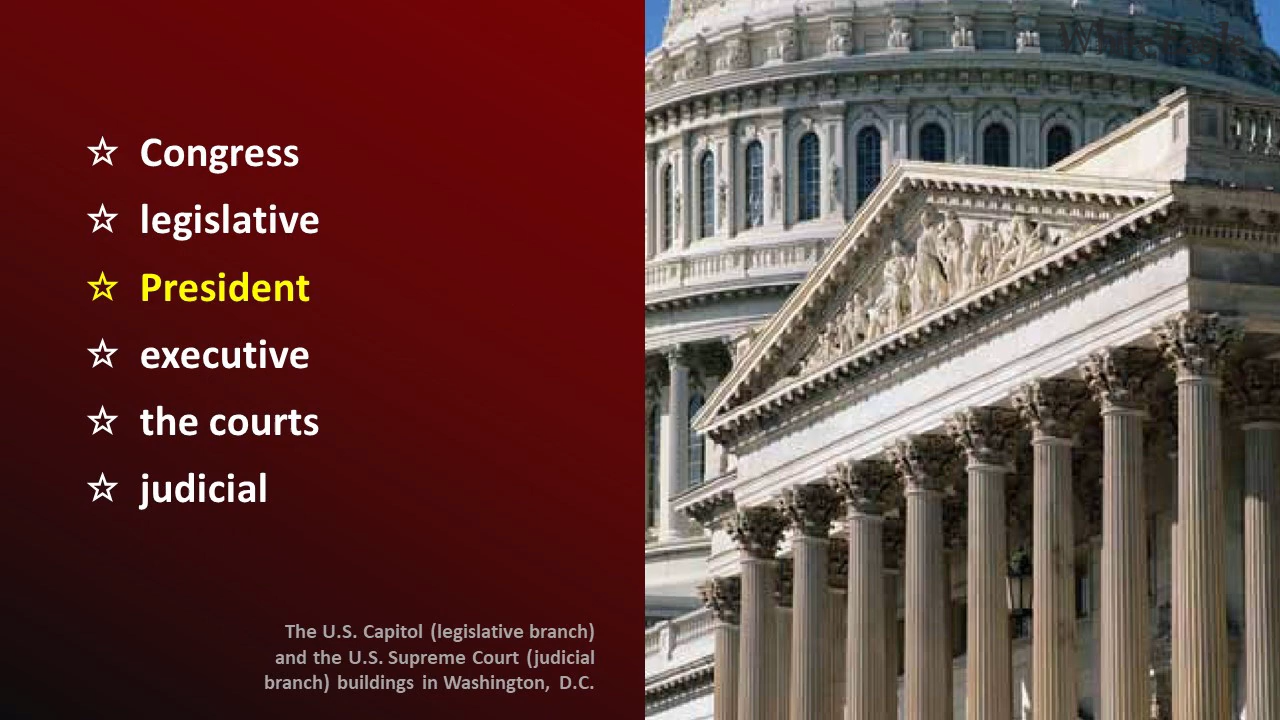 ☆ Congress
☆ legislative
☆ President
☆ executive
☆ the courts
☆ judicial
The U.S. Capitol (legislative branch)
and the U.S. Supreme Court (judicial
branch) buildings in Washington, D.C.